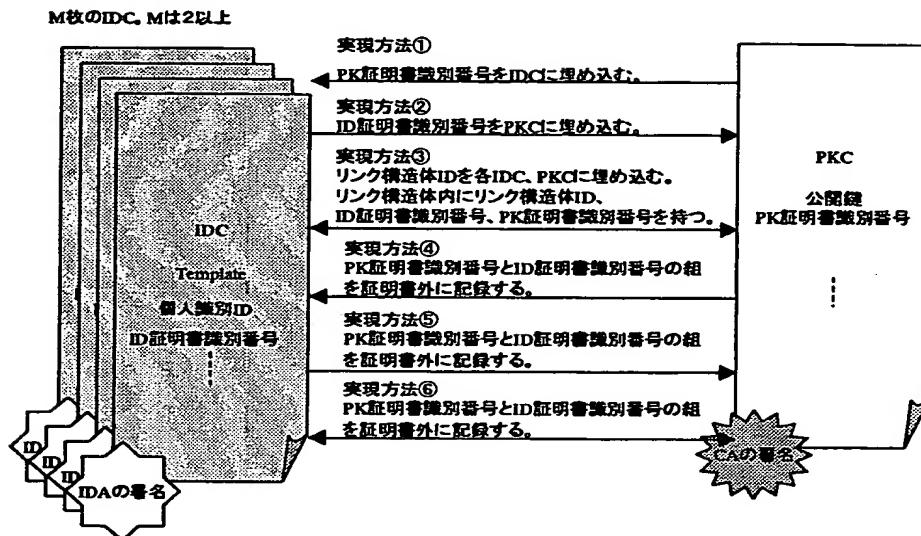 M枚のIDC。Mは2以上
実現方法①
PK証明書識別番号をIDCに埋め込む。
実現方法②
ID証明書識別番号をPKCに埋め込む。
実現方法③
リンク構造体IDを各IDC、PKCに埋め込む。
リンク構造体内にリンク構造体ID、
ID証明書識別番号、PK証明書識別番号を持つ。
実現方法④
PK証明書識別番号とID証明書識別番号の組
を証明書外に記録する。
実現方法⑤
PK証明書識別番号とID証明書識別番号の組
を証明書外に記録する。
実現方法⑥
PK証明書識別番号とID証明書識別番号の組
を証明書外に記録する。
IDC
Template
個人識別ID
ID証明書識別番号
ID
ID
ID
IDAの署名
PKC
公開鍵
PK証明書識別番号
CAの署名